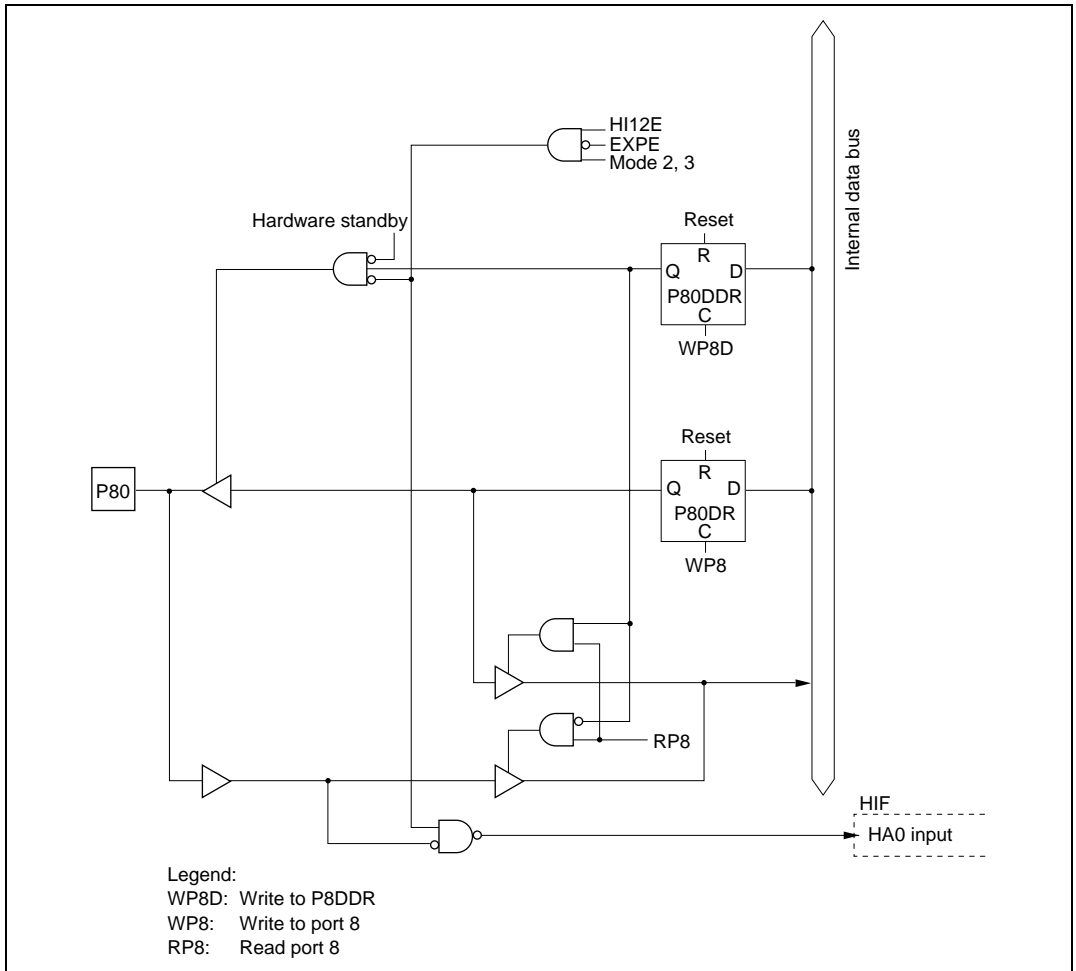 HI12E
EXPE
Mode 2, 3
Hardware standby
Reset
R
Q
D
P80DDR
C
WP8D
Internal data bus
Reset
R
P80
Q
D
P80DR
C
WP8
RP8
HIF
HA0 input
Legend:
WP8D: Write to P8DDR
WP8: Write to port 8
RP8: Read port 8